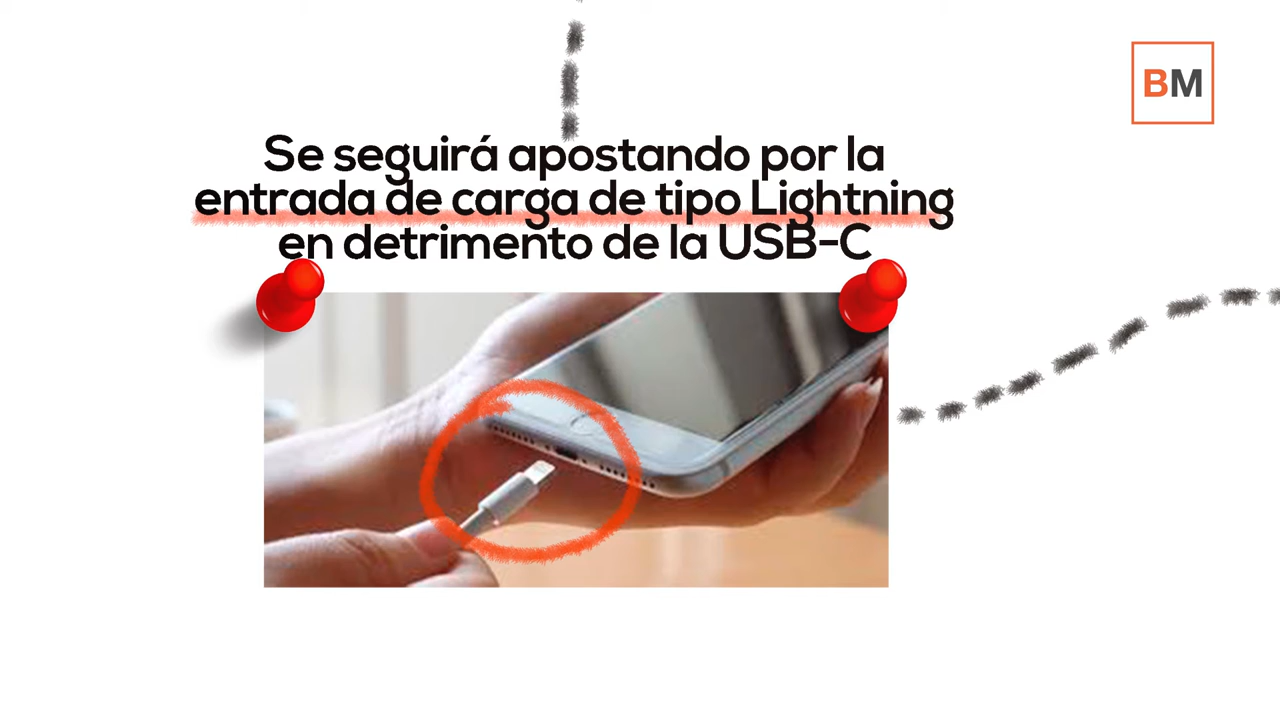 BM
Se seguirá apostando por la
entrada de carga de tipo Lightning
en detrimento de la USB-C